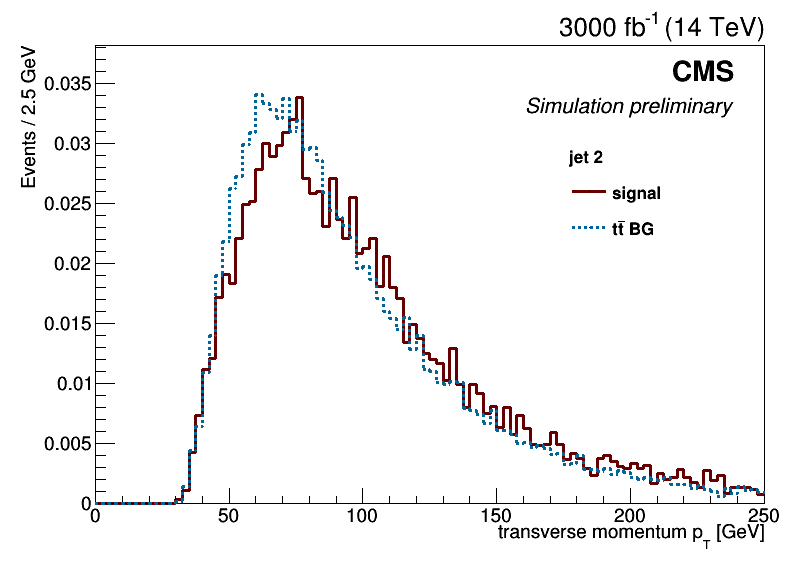 3000 fb⁻¹ (14 TeV)
Events / 2.5 GeV
CMS
Simulation preliminary
jet 2
signal
tt̄ BG
0.035
0.03
0.025
0.02
0.015
0.01
0.005
0
0 50 100 150 200 250
transverse momentum p_T [GeV]